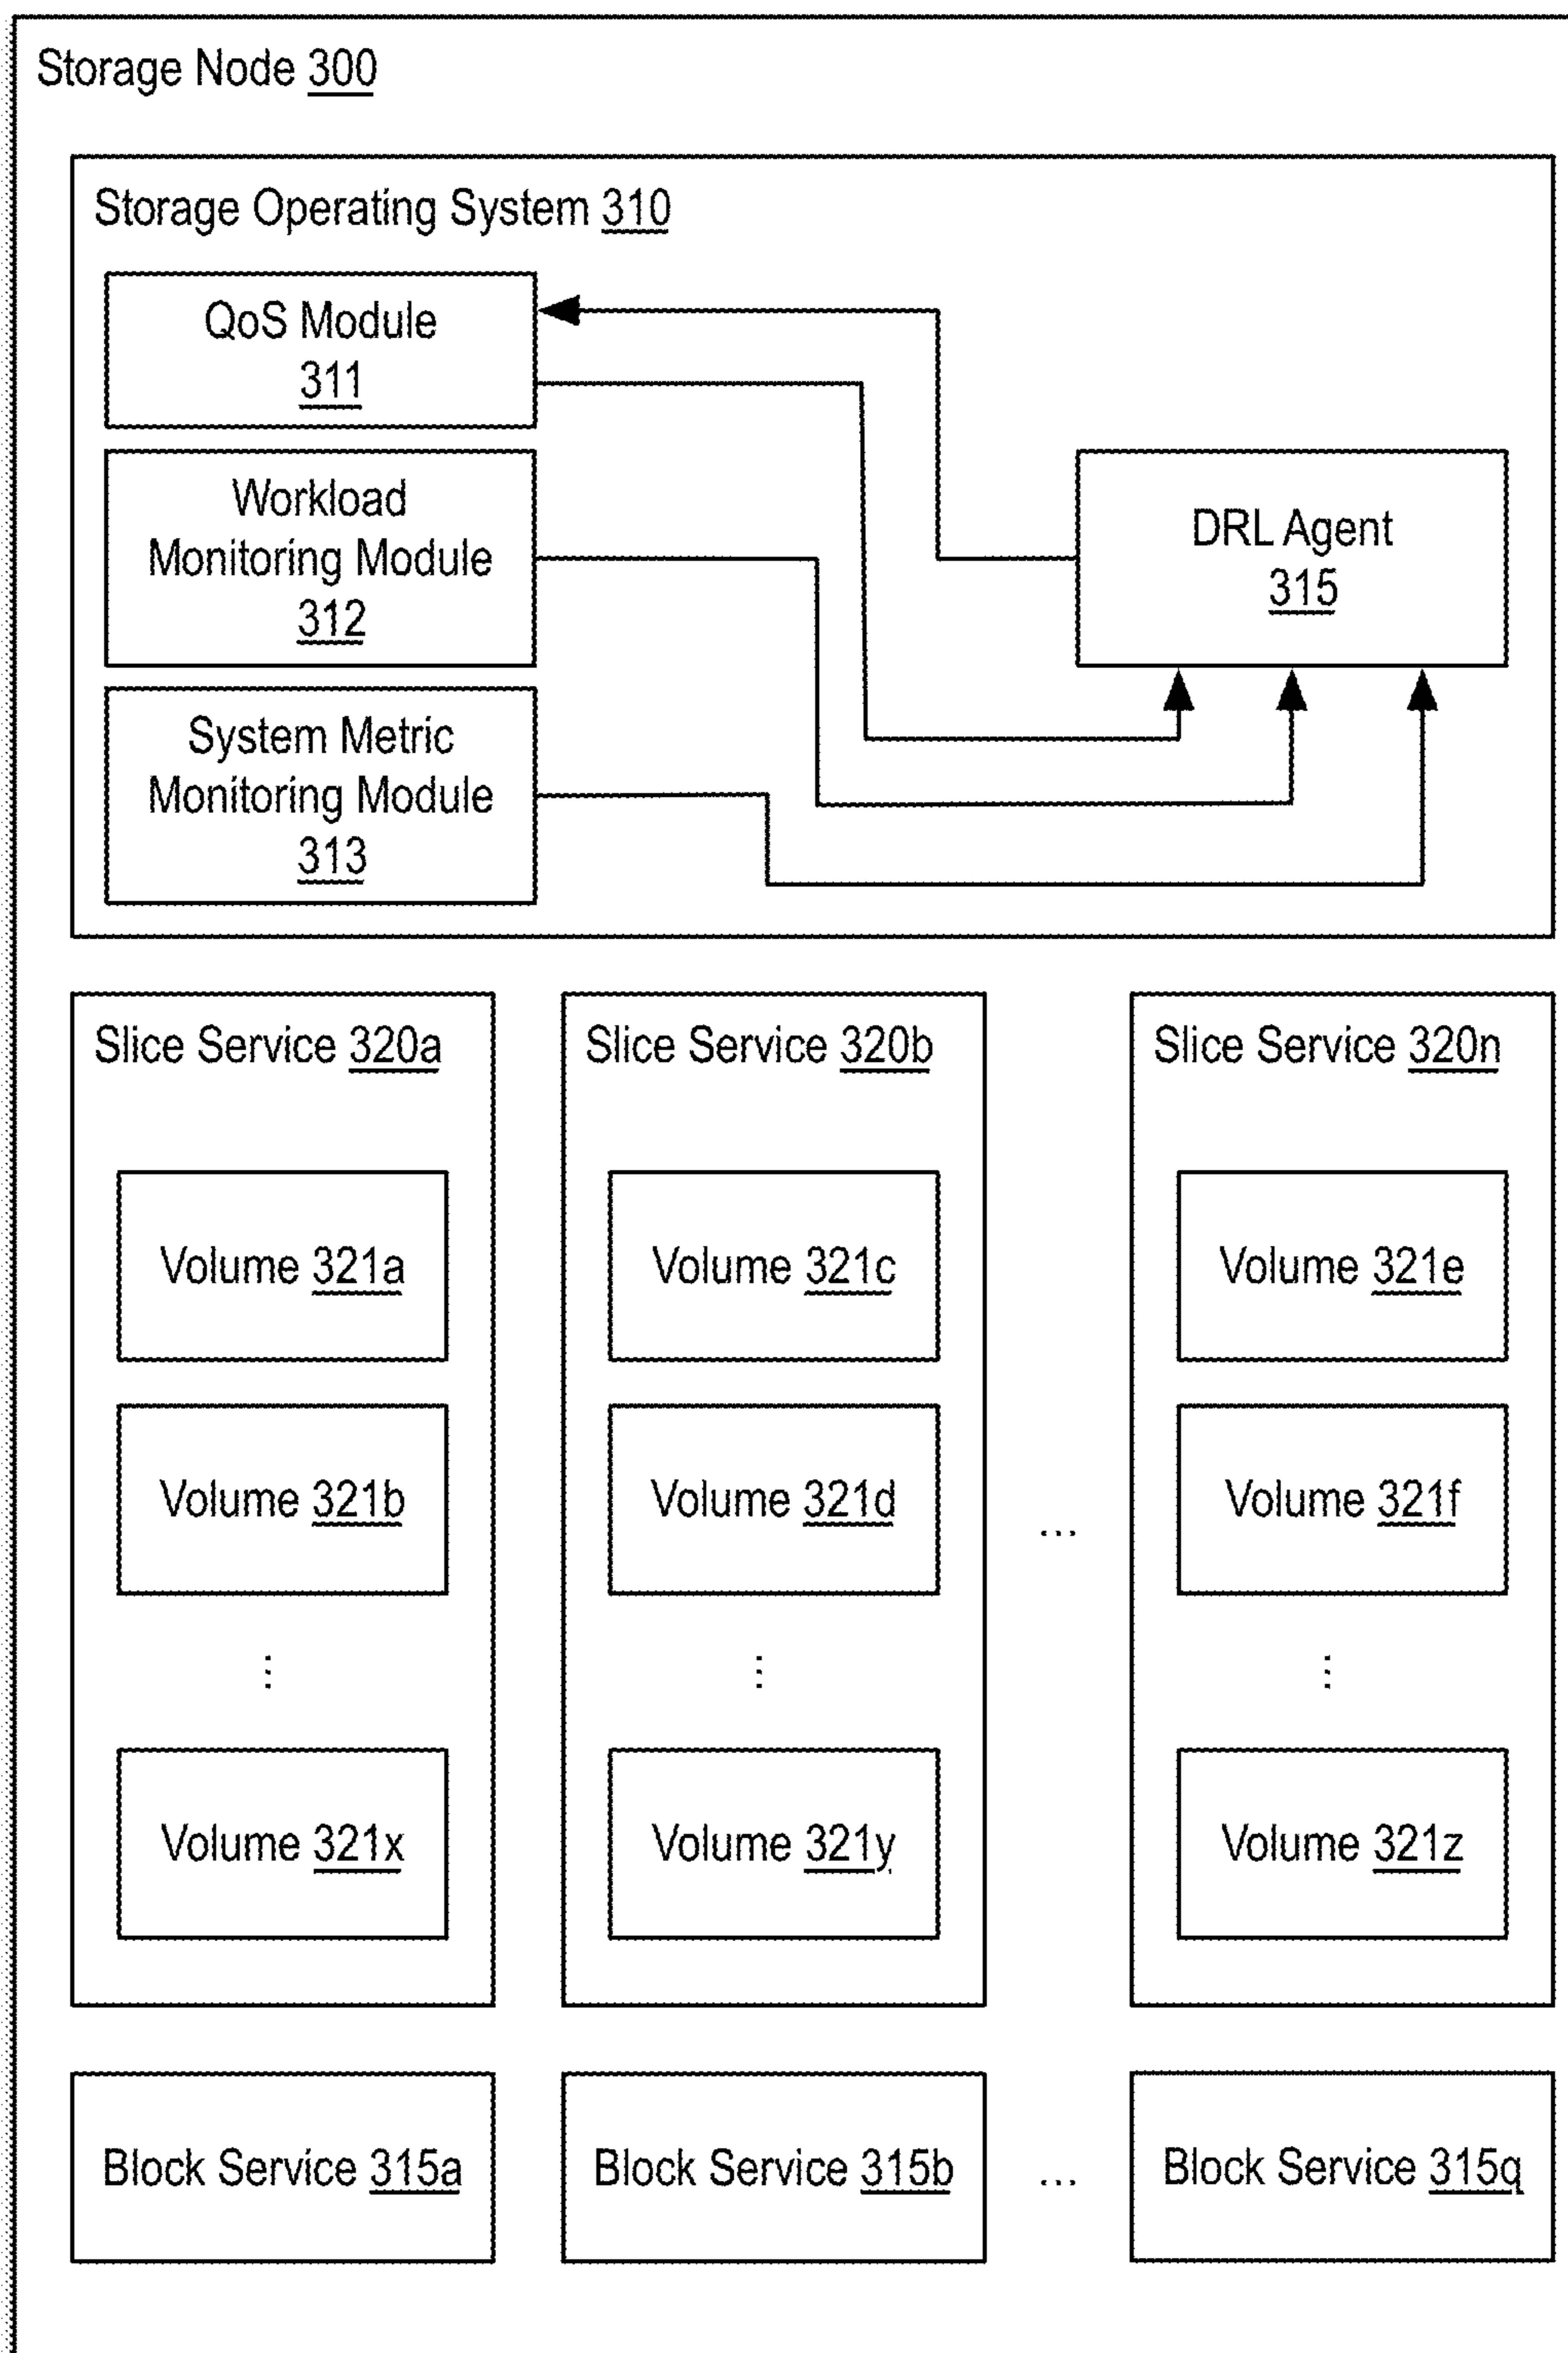 Storage Node 300
Storage Operating System 310
QoS Module
311
Workload
Monitoring Module
312
System Metric
Monitoring Module
313
DRL Agent
315
Slice Service 320a
Volume 321a
Volume 321b
⋮
Volume 321x
Slice Service 320b
Volume 321c
Volume 321d
⋮
Volume 321y
...
Slice Service 320n
Volume 321e
Volume 321f
⋮
Volume 321z
Block Service 315a
Block Service 315b
...
Block Service 315q